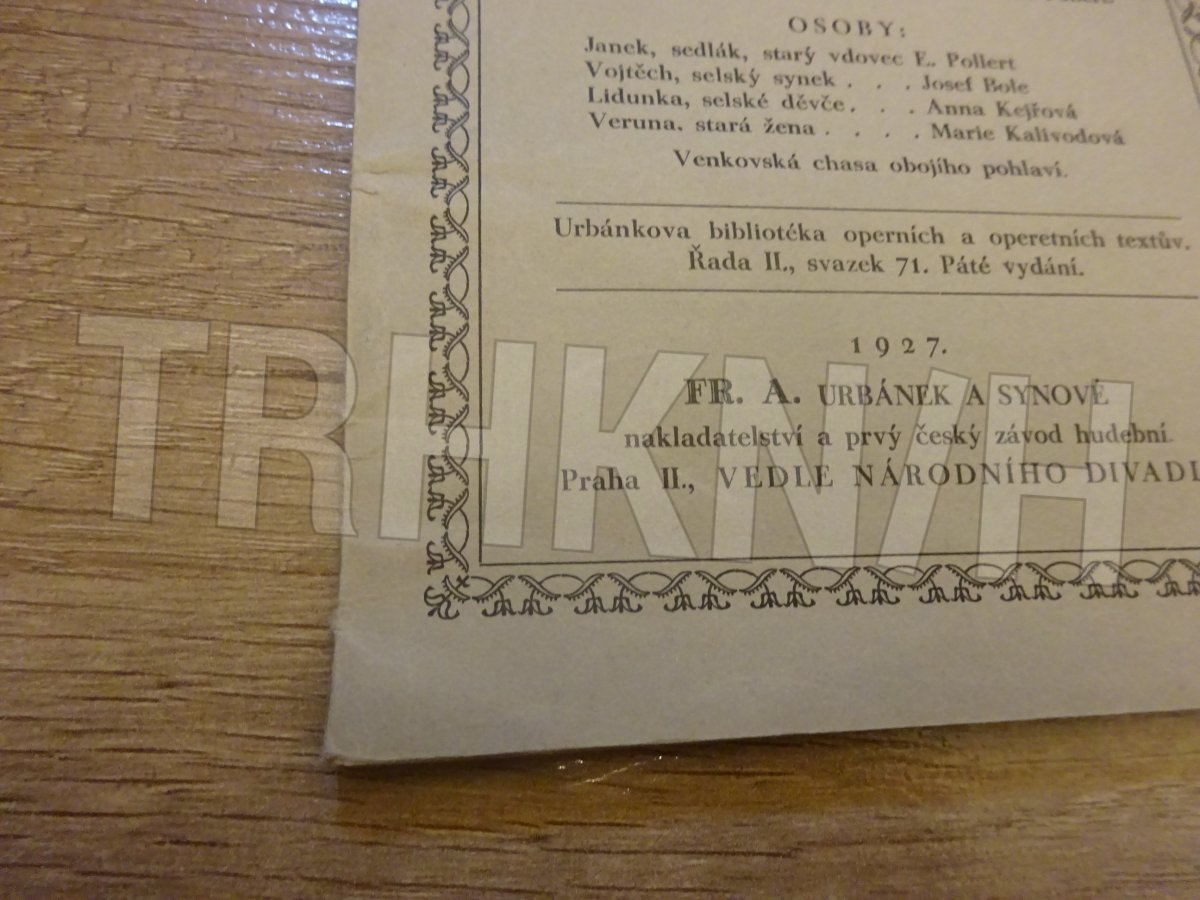 OSOBY:
Janek, sedlák, starý vdovec E. Pollert
Vojtěch, selský synek . . . Josef Bole
Lidunka, selské děvče. . . Anna Kejřová
Veruna. stará žena . . . . Marie Kalivodová
Venkovská chasa obojího pohlaví.
Urbánkova bibliotéka operních a operetních textův.
Řada II., svazek 71. Páté vydání.
1927.
FR. A. URBÁNEK A SYNOVÉ
nakladatelství a prvý český závod hudební
Praha II., VEDLE NÁRODNÍHO DIVADL
TRHKNIH